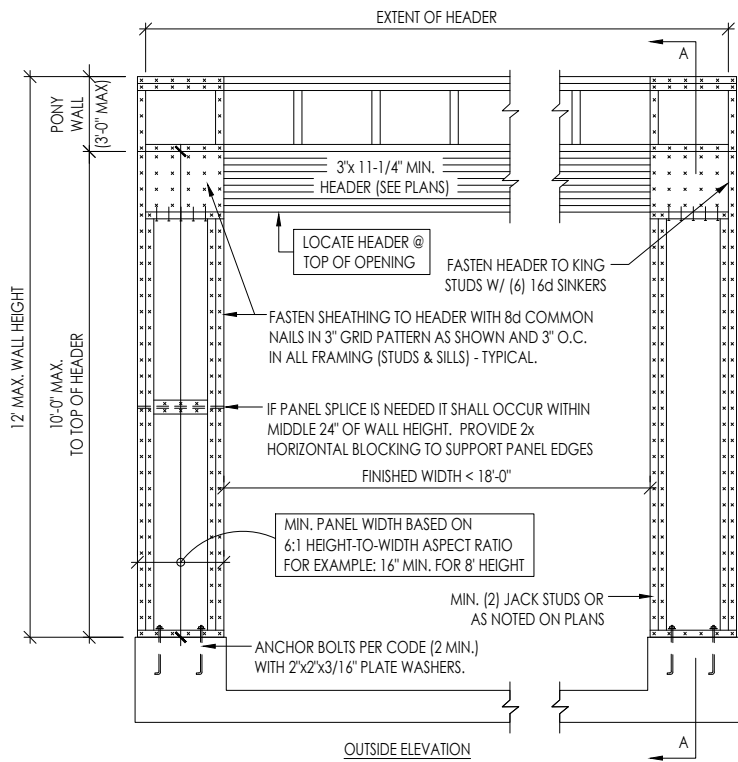 EXTENT OF HEADER
A
PONY
WALL
(3'-0" MAX)
3"x 11-1/4" MIN.
HEADER (SEE PLANS)
LOCATE HEADER @
TOP OF OPENING
FASTEN HEADER TO KING
STUDS W/ (6) 16d SINKERS
FASTEN SHEATHING TO HEADER WITH 8d COMMON
NAILS IN 3" GRID PATTERN AS SHOWN AND 3" O.C.
IN ALL FRAMING (STUDS & SILLS) - TYPICAL.
12' MAX. WALL HEIGHT
10'-0" MAX.
TO TOP OF HEADER
IF PANEL SPLICE IS NEEDED IT SHALL OCCUR WITHIN
MIDDLE 24" OF WALL HEIGHT. PROVIDE 2x
HORIZONTAL BLOCKING TO SUPPORT PANEL EDGES
FINISHED WIDTH < 18'-0"
MIN. PANEL WIDTH BASED ON
6:1 HEIGHT-TO-WIDTH ASPECT RATIO
FOR EXAMPLE: 16" MIN. FOR 8' HEIGHT
MIN. (2) JACK STUDS OR
AS NOTED ON PLANS
ANCHOR BOLTS PER CODE (2 MIN.)
WITH 2"x2"x3/16" PLATE WASHERS.
A
OUTSIDE ELEVATION